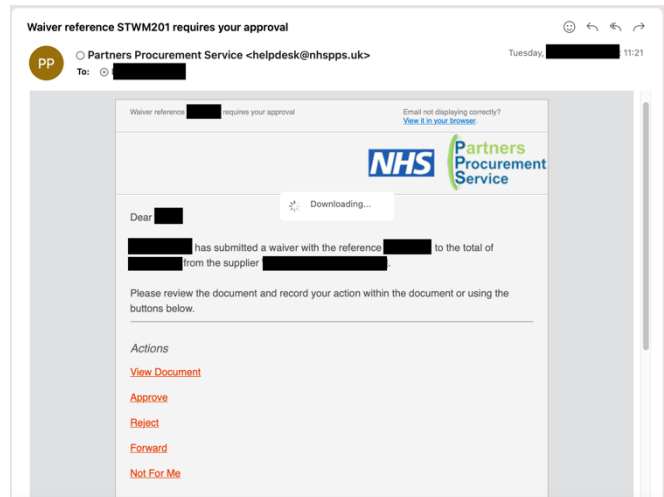 Waiver reference STWM201 requires your approval
PP
Partners Procurement Service <helpdesk@nhspps.uk>
Tuesday, 11:21
To:
Waiver reference requires your approval
Email not displaying correctly?
View it in your browser.
NHS
Partners
Procurement
Service
Downloading...
Dear
has submitted a waiver with the reference to the total of
from the supplier .
Please review the document and record your action within the document or using the
buttons below.
Actions
View Document
Approve
Reject
Forward
Not For Me